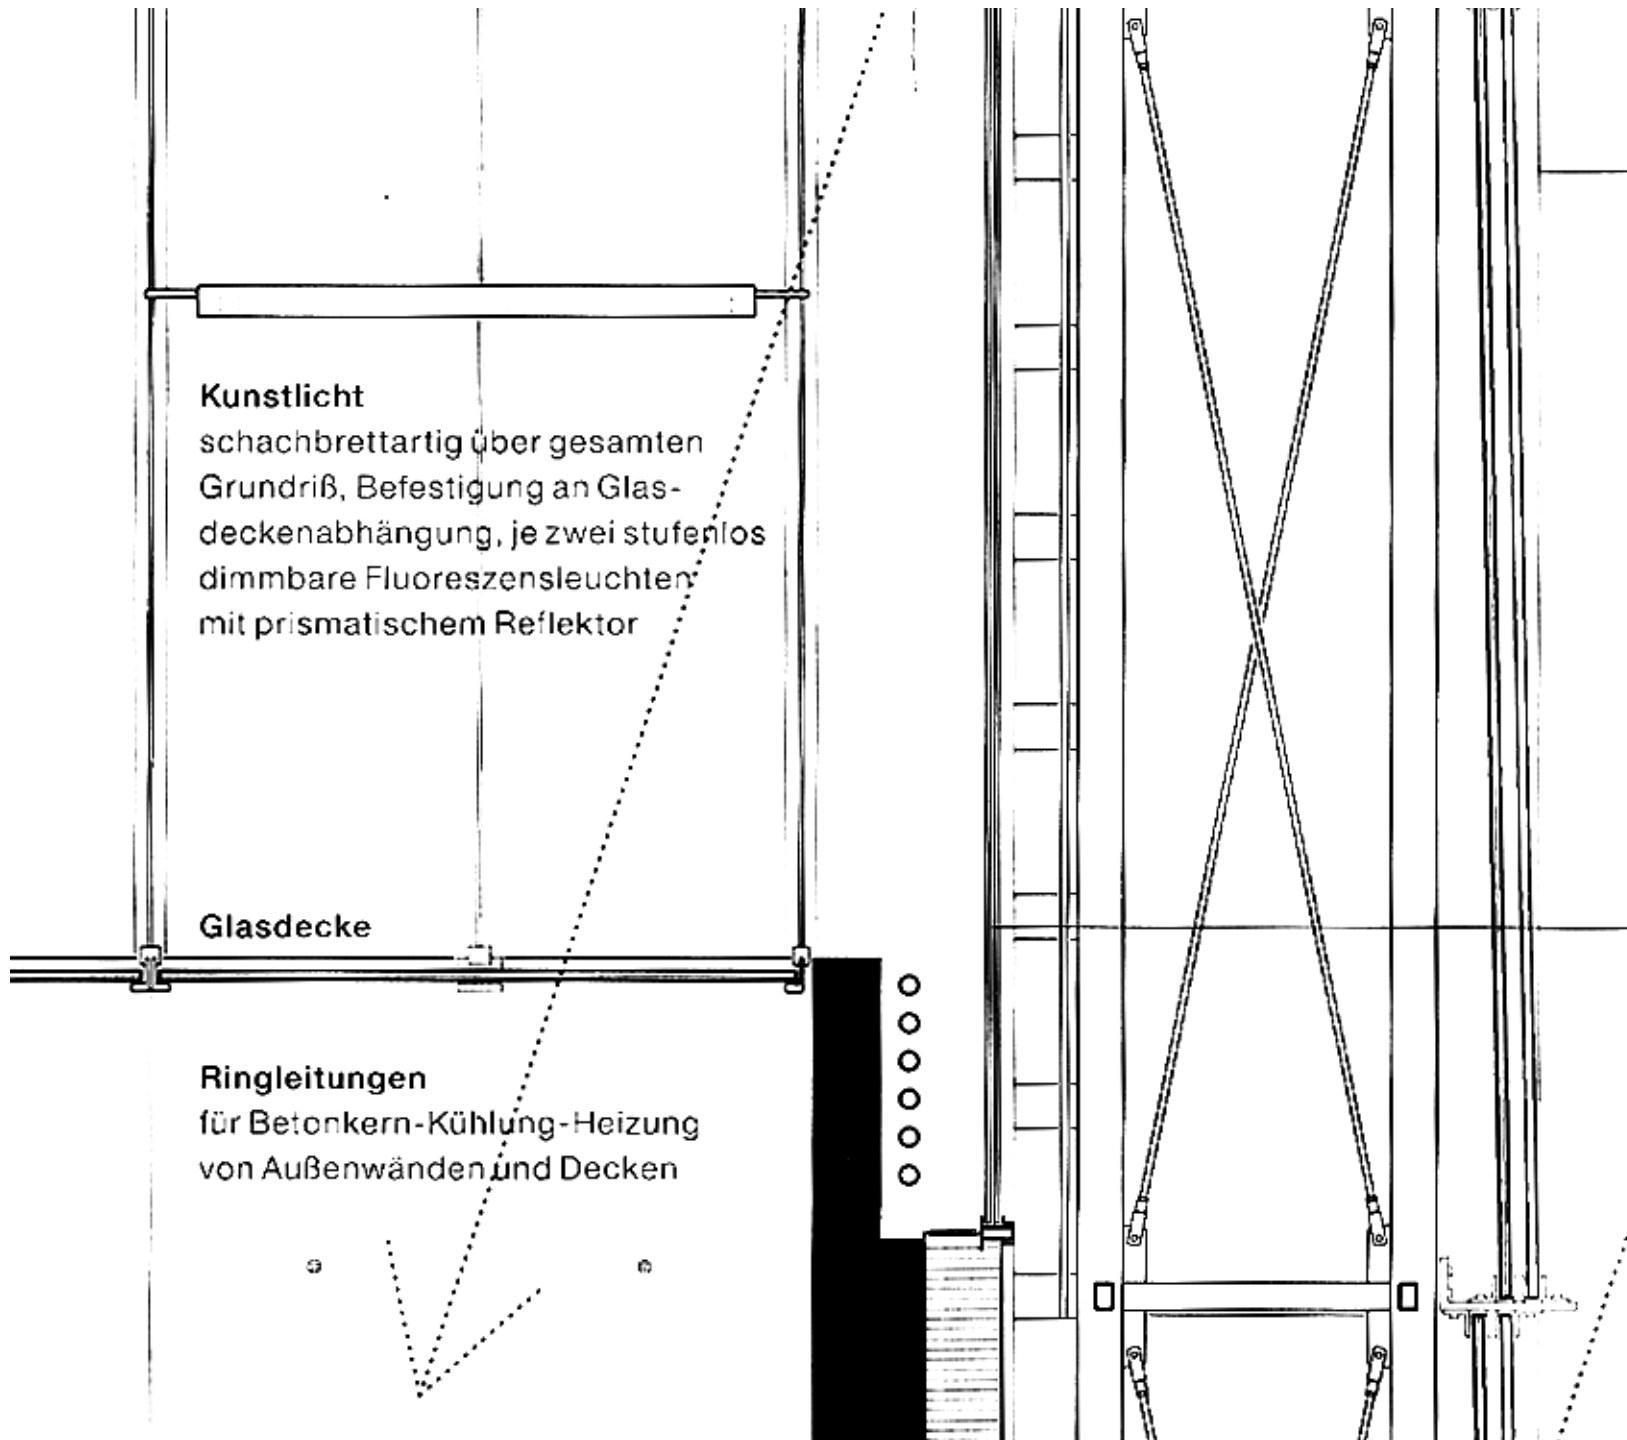 Kunstlicht
schachbrettartig über gesamten
Grundriß, Befestigung an Glas-
deckenabhängung, je zwei stufenlos
dimmbare Fluoreszensleuchten
mit prismatischem Reflektor
Glasdecke
Ringleitungen
für Betonkern-Kühlung-Heizung
von Außenwänden und Decken